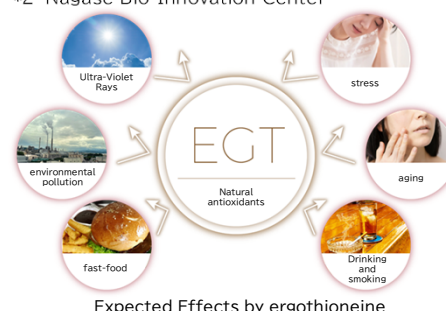 *2 Nagase Bio-Innovation Center
Ultra-Violet
Rays
stress
environmental
pollution
EGT
Natural
antioxidants
aging
fast-food
Drinking
and
smoking
Expected Effects by ergothioneine